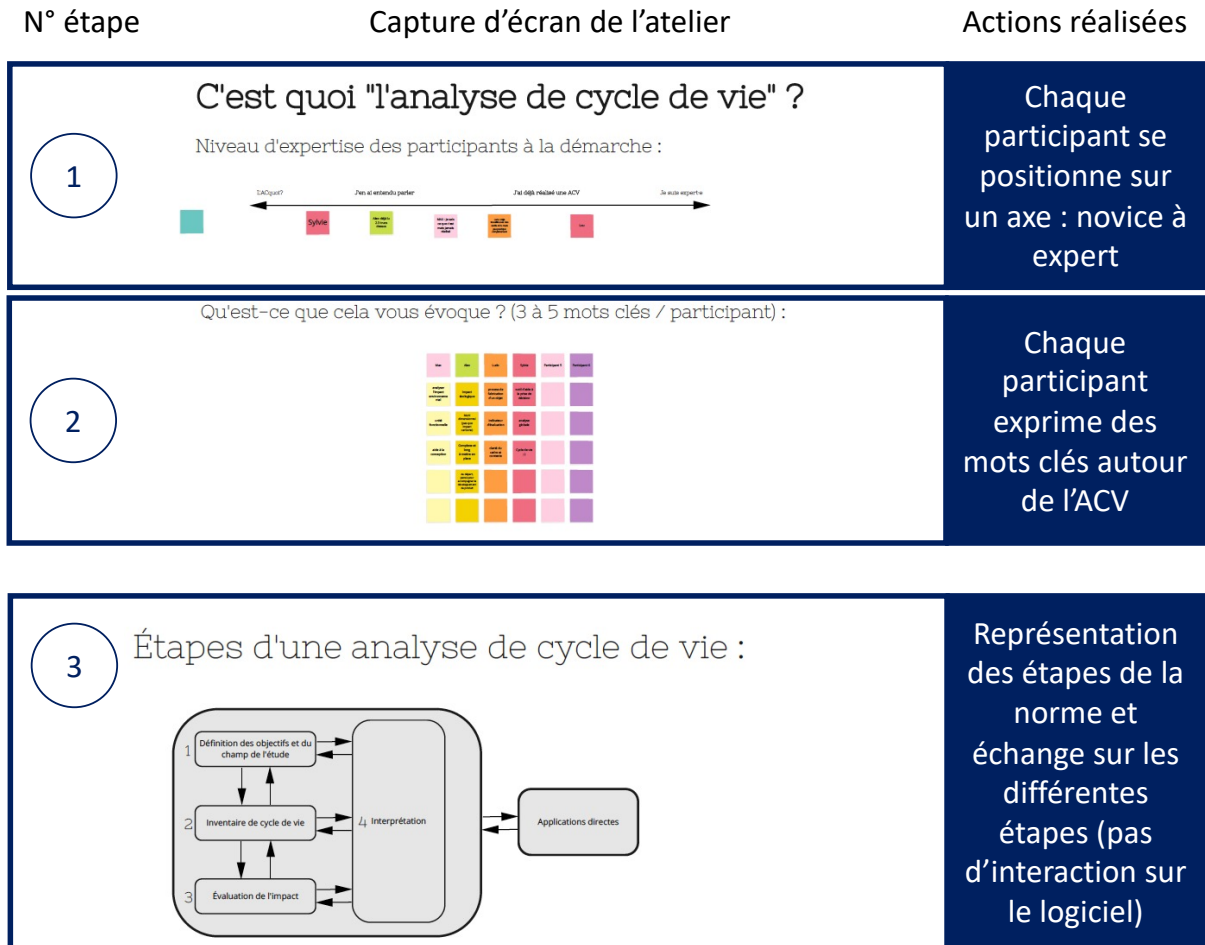 N° étape
Capture d'écran de l'atelier
Actions réalisées
1
C'est quoi "l'analyse de cycle de vie" ?
Niveau d'expertise des participants à la démarche :
J'en ai entendu parler
J'ai déjà réalisé une ACV
Je suis expert·e
Sylvie
Chaque
participant se
positionne sur
un axe : novice à
expert
2
Qu'est-ce que cela vous évoque ? (3 à 5 mots clés / participant) :
unité
fonctionnelle
aide à la
conception
Chaque
participant
exprime des
mots clés autour
de l'ACV
3
Étapes d'une analyse de cycle de vie :
1
Définition des objectifs et du
champ de l'étude
2
Inventaire de cycle de vie
3
Évaluation de l'impact
4 Interprétation
Applications directes
Représentation
des étapes de la
norme et
échange sur les
différentes
étapes (pas
d'interaction sur
le logiciel)